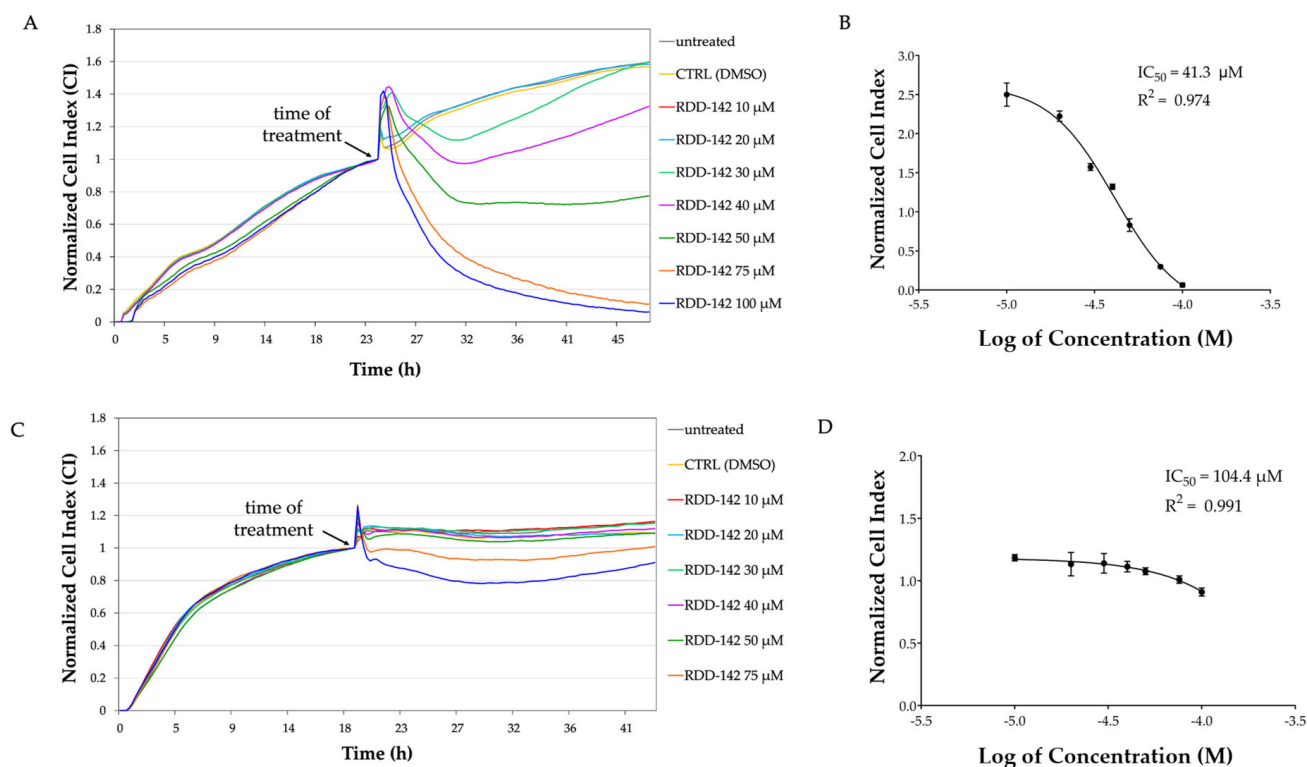 A
1.8
1.6
1.4
1.2
1
0.8
0.6
0.4
0.2
0
Normalized Cell Index (CI)
time of
treatment
0 5 9 14 18 23 27 32 36 41 45
Time (h)
untreated
CTRL (DMSO)
RDD-142 10 µM
RDD-142 20 µM
RDD-142 30 µM
RDD-142 40 µM
RDD-142 50 µM
RDD-142 75 µM
RDD-142 100 µM
B
IC50 = 41.3 µM
R2 = 0.974
3.0
2.5
2.0
1.5
1.0
0.5
0.0
Normalized Cell Index
-5.5 -5.0 -4.5 -4.0 -3.5
Log of Concentration (M)
C
1.8
1.6
1.4
1.2
1
0.8
0.6
0.4
0.2
0
Normalized Cell Index (CI)
time of
treatment
0 5 9 14 18 23 27 32 36 41
Time (h)
untreated
CTRL (DMSO)
RDD-142 10 µM
RDD-142 20 µM
RDD-142 30 µM
RDD-142 40 µM
RDD-142 50 µM
RDD-142 75 µM
D
IC50 = 104.4 µM
R2 = 0.991
2.0
1.5
1.0
0.5
0.0
Normalized Cell Index
-5.5 -5.0 -4.5 -4.0 -3.5
Log of Concentration (M)